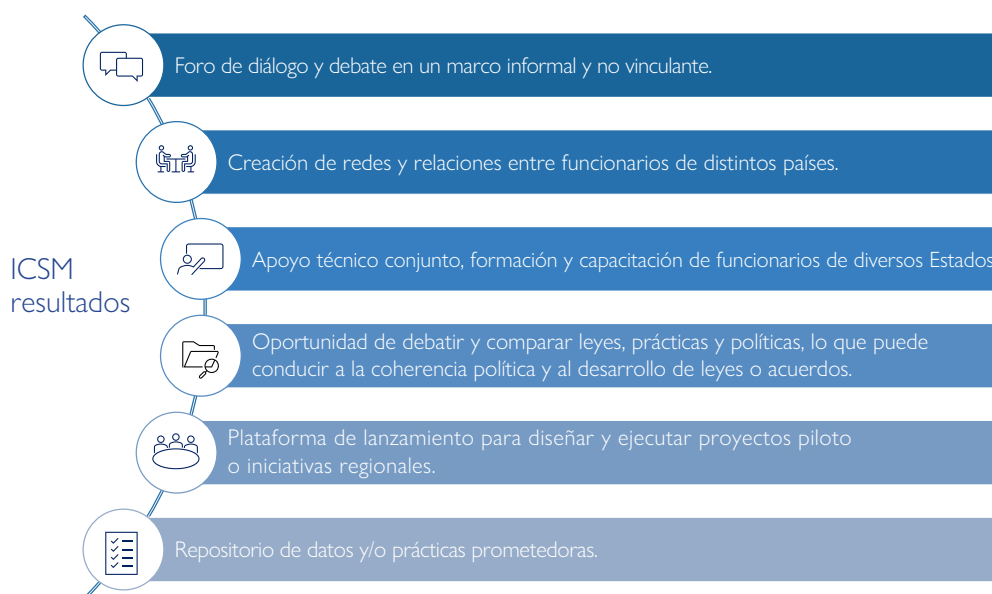 Foro de diálogo y debate en un marco informal y no vinculante.
Creación de redes y relaciones entre funcionarios de distintos países.
ICSM
resultados
Apoyo técnico conjunto, formación y capacitación de funcionarios de diversos Estados
Oportunidad de debatir y comparar leyes, prácticas y políticas, lo que puede
conducir a la coherencia política y al desarrollo de leyes o acuerdos.
Plataforma de lanzamiento para diseñar y ejecutar proyectos piloto
o iniciativas regionales.
Repositorio de datos y/o prácticas prometedoras.